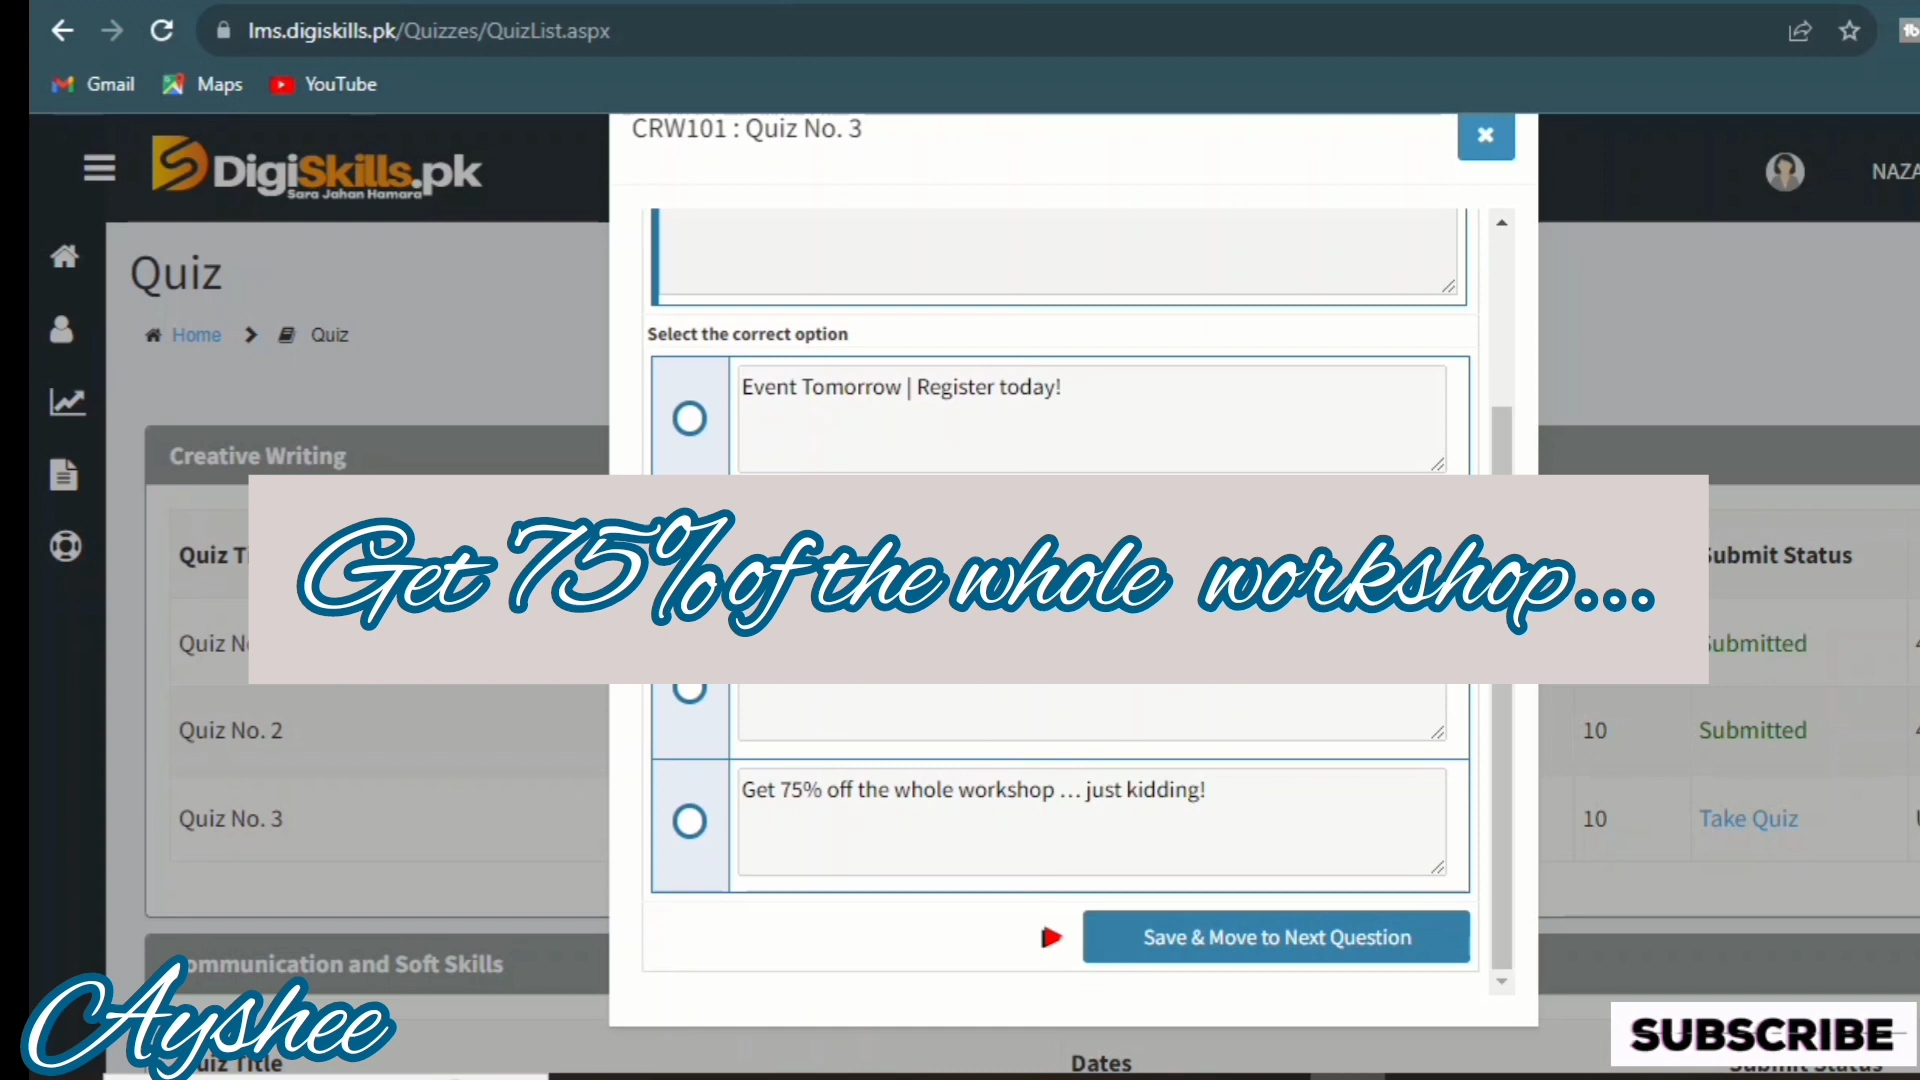 lms.digiskills.pk/Quizzes/QuizList.aspx
Gmail Maps YouTube
CRW101 : Quiz No. 3
DigiSkills.pk
Sara Jahan Hamara
Quiz
Home Quiz
Select the correct option
Event Tomorrow | Register today!
Creative Writing
Get 75% of the whole workshop...
Submitted
Quiz No. 2 10 Submitted
Get 75% off the whole workshop ... just kidding!
Quiz No. 3 10 Take Quiz
Save & Move to Next Question
Communication and Soft Skills
Ayshee
SUBSCRIBE
Quiz Title Dates Submit Status